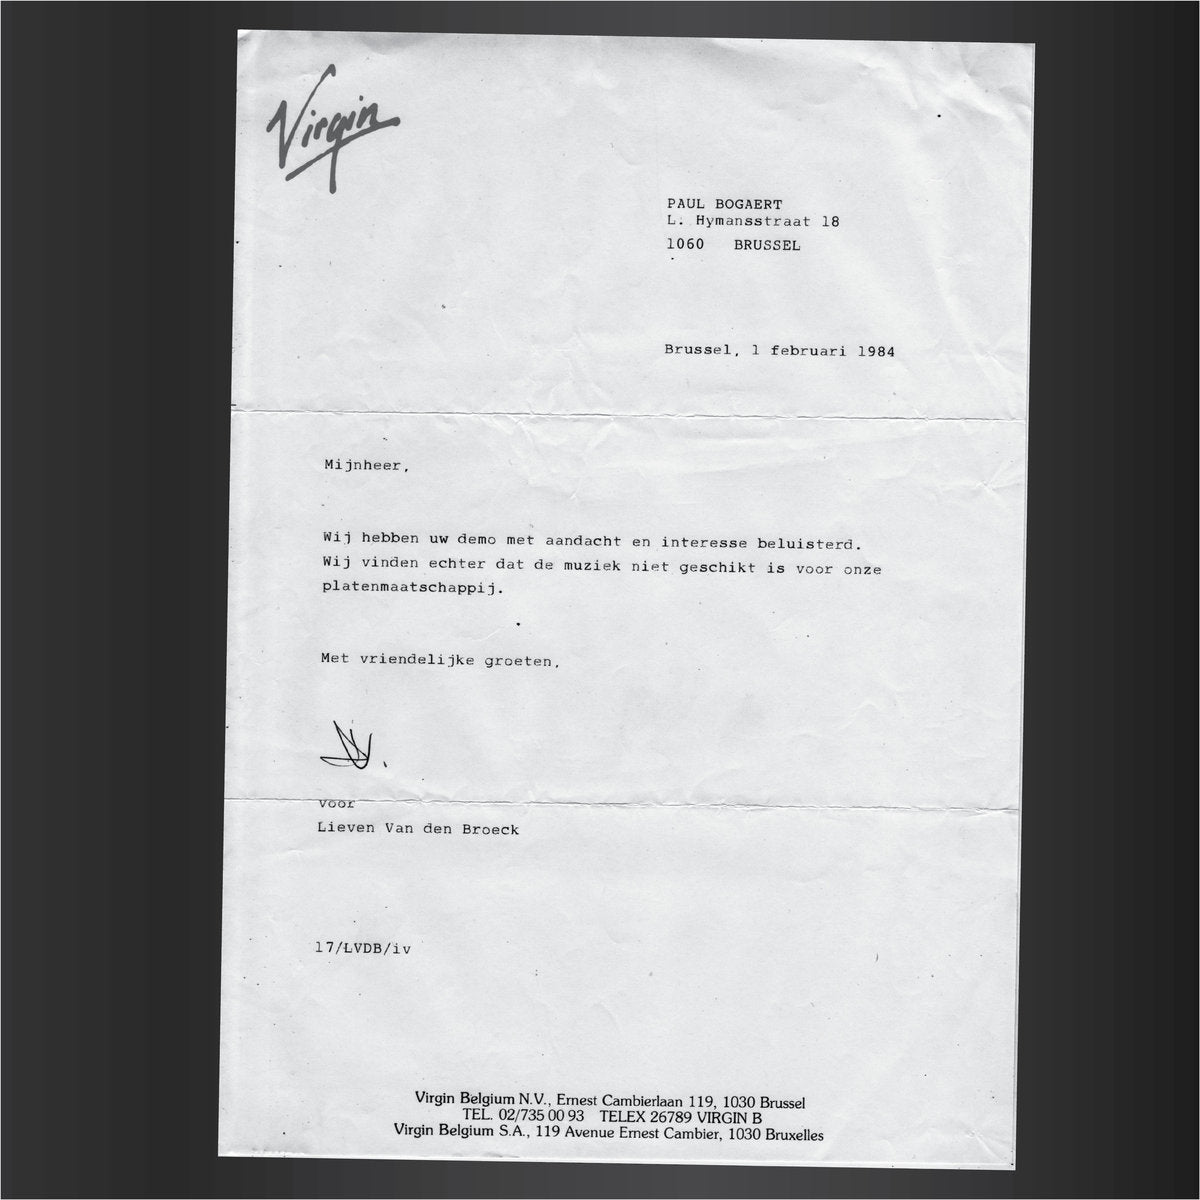 Virgin
PAUL BOGAERT
L. Hymansstraat 18
1060 BRUSSEL
Brussel, 1 februari 1984
Mijnheer,
Wij hebben uw demo met aandacht en interesse beluisterd.
Wij vinden echter dat de muziek niet geschikt is voor onze
platenmaatschappij.
Met vriendelijke groeten,
voor
Lieven Van den Broeck
17/LVDB/iv
Virgin Belgium N.V., Ernest Cambierlaan 119, 1030 Brussel
TEL. 02/735 00 93 TELEX 26789 VIRGIN B
Virgin Belgium S.A., 119 Avenue Ernest Cambier, 1030 Bruxelles